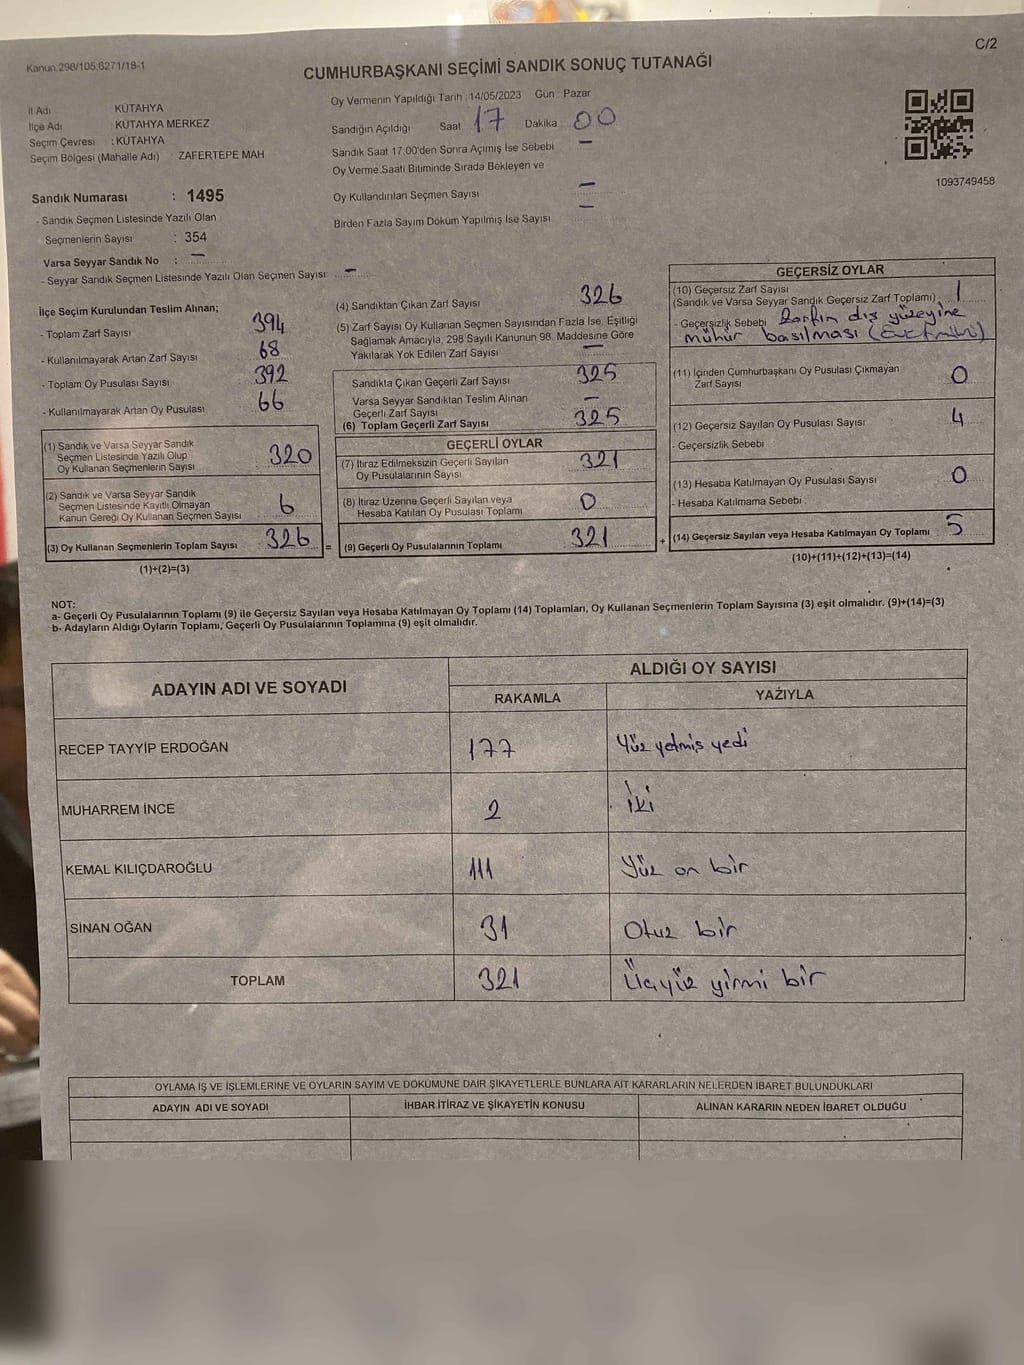 Kanun:298/105,6271/18-1
C/2
CUMHURBAŞKANI SEÇİMİ SANDIK SONUÇ TUTANAĞI
İl Adı KÜTAHYA
İlçe Adı KÜTAHYA MERKEZ
Seçim Çevresi : KÜTAHYA
Seçim Bölgesi (Mahalle Adı) : ZAFERTEPE MAH
Sandık Numarası : 1495
- Sandık Seçmen Listesinde Yazılı Olan
Seçmenlerin Sayısı : 354
Varsa Seyyar Sandık No : —
- Seyyar Sandık Seçmen Listesinde Yazılı Olan Seçmen Sayısı: —
Oy Vermenin Yapıldığı Tarih :14/05/2023 Gün : Pazar
Sandığın Açıldığı Saat 17 Dakika 00
Sandık Saat 17:00'den Sonra Açımış İse Sebebi —
Oy Verme Saati Bitiminde Sırada Bekleyen ve
Oy Kullandırılan Seçmen Sayısı —
Birden Fazla Sayım Döküm Yapılmış İse Sayısı —
1093749458
İlçe Seçim Kurulundan Teslim Alınan;
- Toplam Zarf Sayısı 394
- Kullanılmayarak Artan Zarf Sayısı 68
- Toplam Oy Pusulası Sayısı 392
- Kullanılmayarak Artan Oy Pusulası 66
(1) Sandık ve Varsa Seyyar Sandık
Seçmen Listesinde Yazılı Olup
Oy Kullanan Seçmenlerin Sayısı 320
(2) Sandık ve Varsa Seyyar Sandık
Seçmen Listesinde Kayıtlı Olmayan
Kanun Gereği Oy Kullanan Seçmen Sayısı 6
(3) Oy Kullanan Seçmenlerin Toplam Sayısı 326 =
(1)+(2)=(3)
(4) Sandıktan Çıkan Zarf Sayısı 326
(5) Zarf Sayısı Oy Kullanan Seçmen Sayısından Fazla İse, Eşitliği
Sağlamak Amacıyla, 298 Sayılı Kanunun 98. Maddesine Göre
Yakılarak Yok Edilen Zarf Sayısı —
Sandıkta Çıkan Geçerli Zarf Sayısı 325
Varsa Seyyar Sandıktan Teslim Alınan
Geçerli Zarf Sayısı —
(6) Toplam Geçerli Zarf Sayısı 325
GEÇERLİ OYLAR
(7) İtiraz Edilmeksizin Geçerli Sayılan
Oy Pusulalarının Sayısı 321
(8) İtiraz Üzerine Geçerli Sayılan veya
Hesaba Katılan Oy Pusulası Toplamı 0
(9) Geçerli Oy Pusulalarının Toplamı 321 +
GEÇERSİZ OYLAR
(10) Geçersiz Zarf Sayısı
(Sandık ve Varsa Seyyar Sandık Geçersiz Zarf Toplamı) 1
- Geçersizlik Sebebi Zarfın dış yüzeyine
mühür basılması
(11) İçinden Cumhurbaşkanı Oy Pusulası Çıkmayan
Zarf Sayısı 0
(12) Geçersiz Sayılan Oy Pusulası Sayısı 4
- Geçersizlik Sebebi
(13) Hesaba Katılmayan Oy Pusulası Sayısı 0
- Hesaba Katılmama Sebebi :
(14) Geçersiz Sayılan veya Hesaba Katılmayan Oy Toplamı 5
(10)+(11)+(12)+(13)=(14)
NOT:
a- Geçerli Oy Pusulalarının Toplamı (9) ile Geçersiz Sayılan veya Hesaba Katılmayan Oy Toplamı (14) Toplamları, Oy Kullanan Seçmenlerin Toplam Sayısına (3) eşit olmalıdır. (9)+(14)=(3)
b- Adayların Aldığı Oyların Toplamı, Geçerli Oy Pusulalarının Toplamına (9) eşit olmalıdır.
ADAYIN ADI VE SOYADI
ALDIĞI OY SAYISI
RAKAMLA YAZIYLA
RECEP TAYYİP ERDOĞAN 177 Yüz yetmiş yedi
MUHARREM İNCE 2 İki
KEMAL KILIÇDAROĞLU 111 Yüz on bir
SİNAN OĞAN 31 Otuz bir
TOPLAM 321 Üçyüz yirmi bir
OYLAMA İŞ VE İŞLEMLERİNE VE OYLARIN SAYIM VE DÖKÜMÜNE DAİR ŞİKAYETLERLE BUNLARA AİT KARARLARIN NELERDEN İBARET BULUNDUKLARI
ADAYIN ADI VE SOYADI İHBAR İTİRAZ VE ŞİKAYETİN KONUSU ALINAN KARARIN NEDEN İBARET OLDUĞU